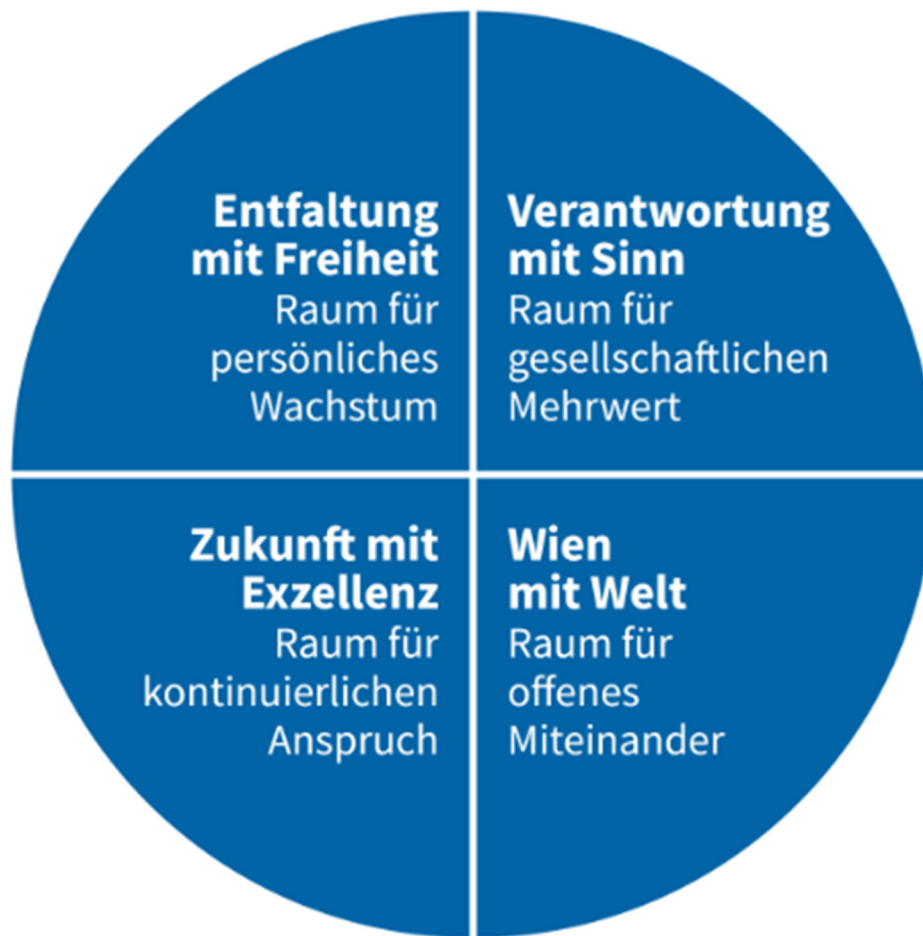 Entfaltung
mit Freiheit
Raum für
persönliches
Wachstum
Verantwortung
mit Sinn
Raum für
gesellschaftlichen
Mehrwert
Zukunft mit
Exzellenz
Raum für
kontinuierlichen
Anspruch
Wien
mit Welt
Raum für
offenes
Miteinander